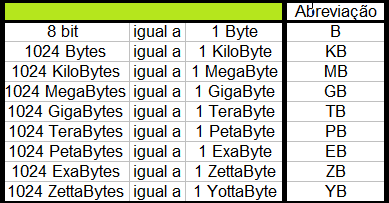 Abreviação
8 bit igual a 1 Byte B
1024 Bytes igual a 1 KiloByte KB
1024 KiloBytes igual a 1 MegaByte MB
1024 MegaBytes igual a 1 GigaByte GB
1024 GigaBytes igual a 1 TeraByte TB
1024 TeraBytes igual a 1 PetaByte PB
1024 PetaBytes igual a 1 ExaByte EB
1024 ExaBytes igual a 1 ZettaByte ZB
1024 ZettaBytes igual a 1 YottaByte YB